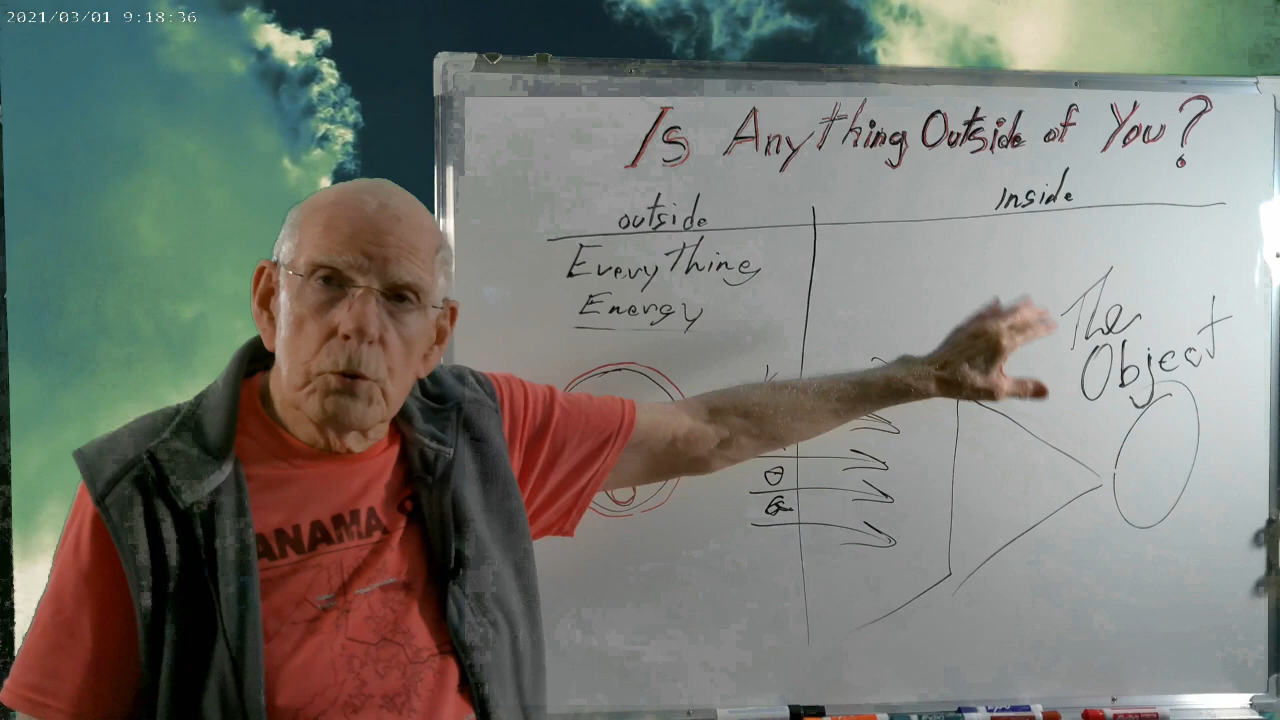 2021/03/01 9:18:36
Is Anything Outside of You?
outside
Inside
Everything
Energy
The
Object
ANAMA